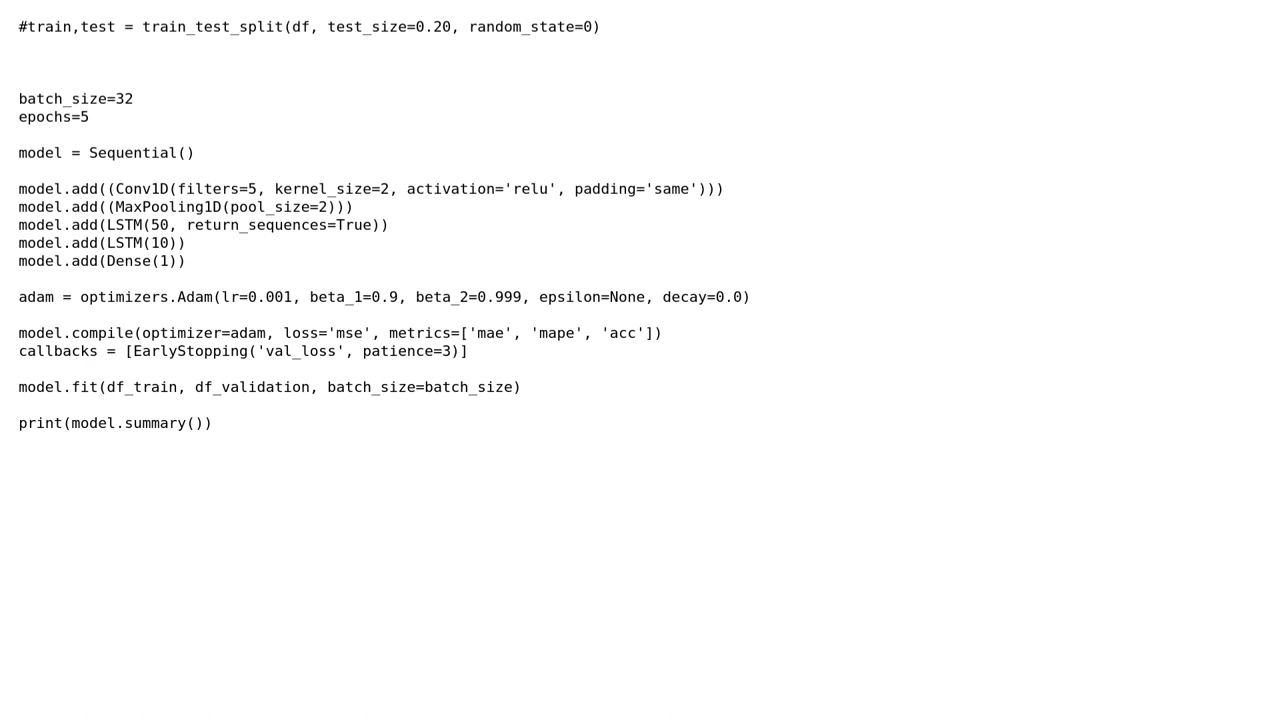 #train,test = train_test_split(df, test_size=0.20, random_state=0)
batch_size=32
epochs=5
model = Sequential()
model.add((Conv1D(filters=5, kernel_size=2, activation='relu', padding='same')))
model.add((MaxPooling1D(pool_size=2)))
model.add(LSTM(50, return_sequences=True))
model.add(LSTM(10))
model.add(Dense(1))
adam = optimizers.Adam(lr=0.001, beta_1=0.9, beta_2=0.999, epsilon=None, decay=0.0)
model.compile(optimizer=adam, loss='mse', metrics=['mae', 'mape', 'acc'])
callbacks = [EarlyStopping('val_loss', patience=3)]
model.fit(df_train, df_validation, batch_size=batch_size)
print(model.summary())